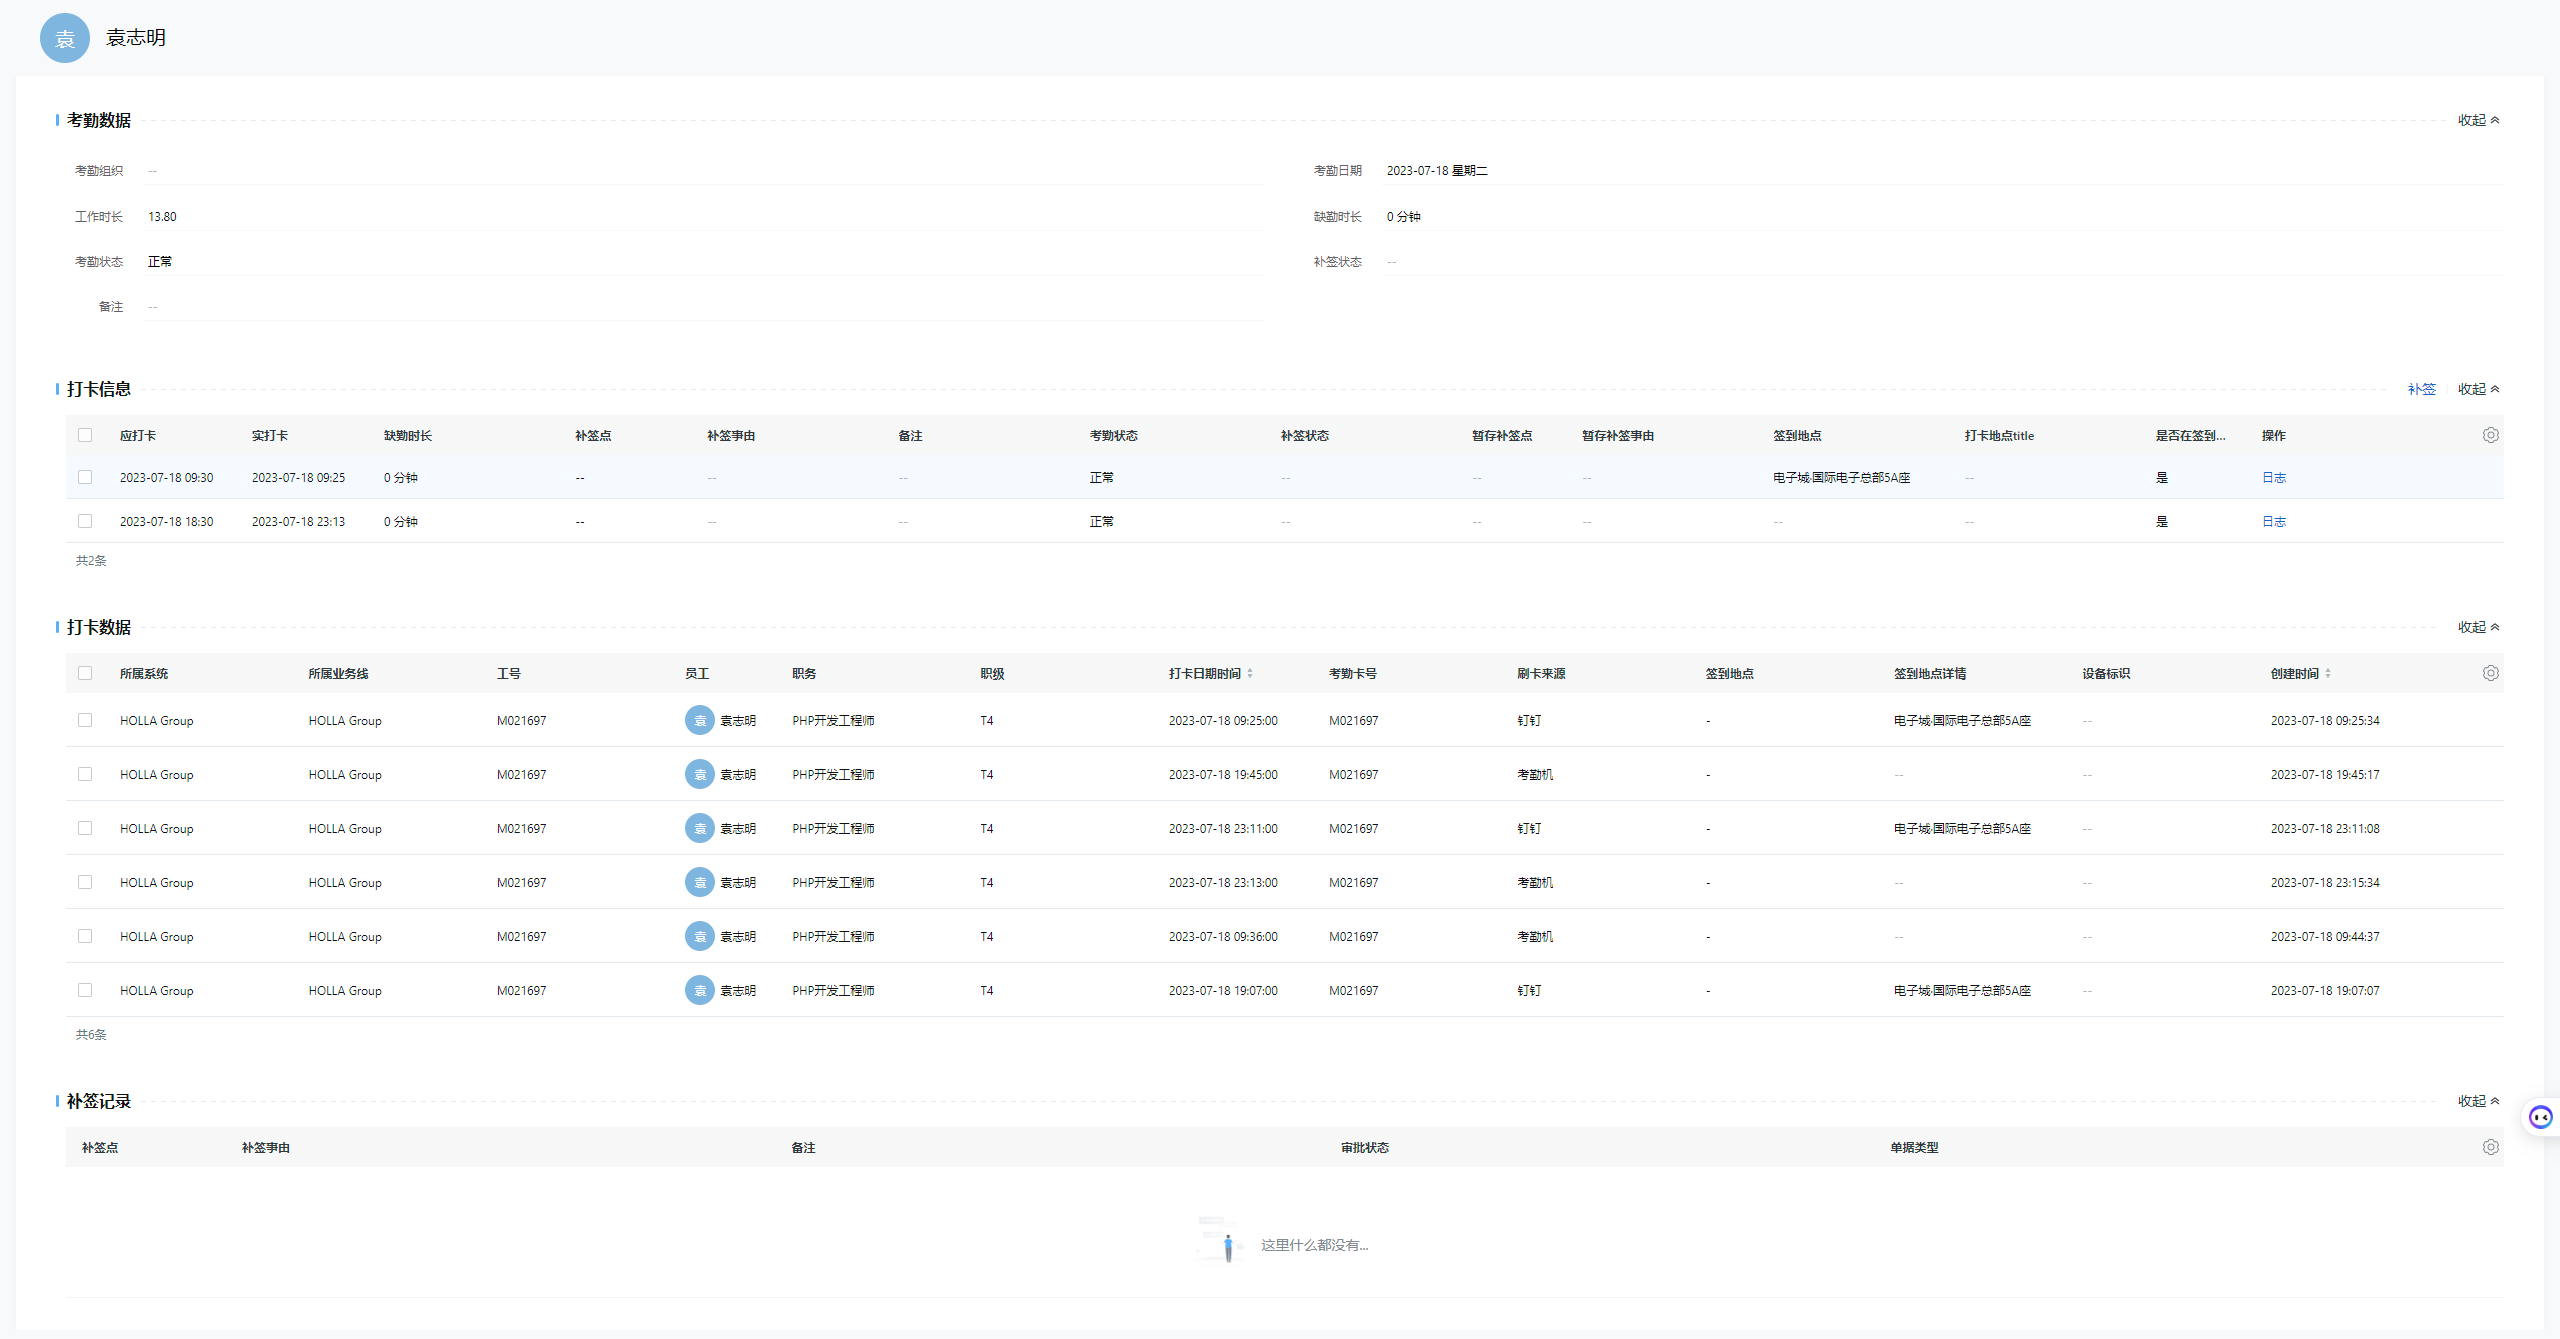 袁 袁志明
考勤数据 收起
考勤组织 -- 考勤日期 2023-07-18 星期二
工作时长 13.80 缺勤时长 0 分钟
考勤状态 正常 补签状态 --
备注 --
打卡信息 补签 收起
应打卡 实打卡 缺勤时长 补签点 补签事由 备注 考勤状态 补签状态 暂存补签点 暂存补签事由 签到地点 打卡地点title 是否在签到... 操作
2023-07-18 09:30 2023-07-18 09:25 0 分钟 -- -- -- 正常 -- -- -- 电子城·国际电子总部5A座 -- 是 日志
2023-07-18 18:30 2023-07-18 23:13 0 分钟 -- -- -- 正常 -- -- -- -- -- 是 日志
共2条
打卡数据 收起
所属系统 所属业务线 工号 员工 职务 职级 打卡日期时间 考勤卡号 刷卡来源 签到地点 签到地点详情 设备标识 创建时间
HOLLA Group HOLLA Group M021697 袁 袁志明 PHP开发工程师 T4 2023-07-18 09:25:00 M021697 钉钉 - 电子城·国际电子总部5A座 -- 2023-07-18 09:25:34
HOLLA Group HOLLA Group M021697 袁 袁志明 PHP开发工程师 T4 2023-07-18 19:45:00 M021697 考勤机 - -- -- 2023-07-18 19:45:17
HOLLA Group HOLLA Group M021697 袁 袁志明 PHP开发工程师 T4 2023-07-18 23:11:00 M021697 钉钉 - 电子城·国际电子总部5A座 -- 2023-07-18 23:11:08
HOLLA Group HOLLA Group M021697 袁 袁志明 PHP开发工程师 T4 2023-07-18 23:13:00 M021697 考勤机 - -- -- 2023-07-18 23:15:34
HOLLA Group HOLLA Group M021697 袁 袁志明 PHP开发工程师 T4 2023-07-18 09:36:00 M021697 考勤机 - -- -- 2023-07-18 09:44:37
HOLLA Group HOLLA Group M021697 袁 袁志明 PHP开发工程师 T4 2023-07-18 19:07:00 M021697 钉钉 - 电子城·国际电子总部5A座 -- 2023-07-18 19:07:07
共6条
补签记录 收起
补签点 补签事由 备注 审批状态 单据类型
这里什么都没有...